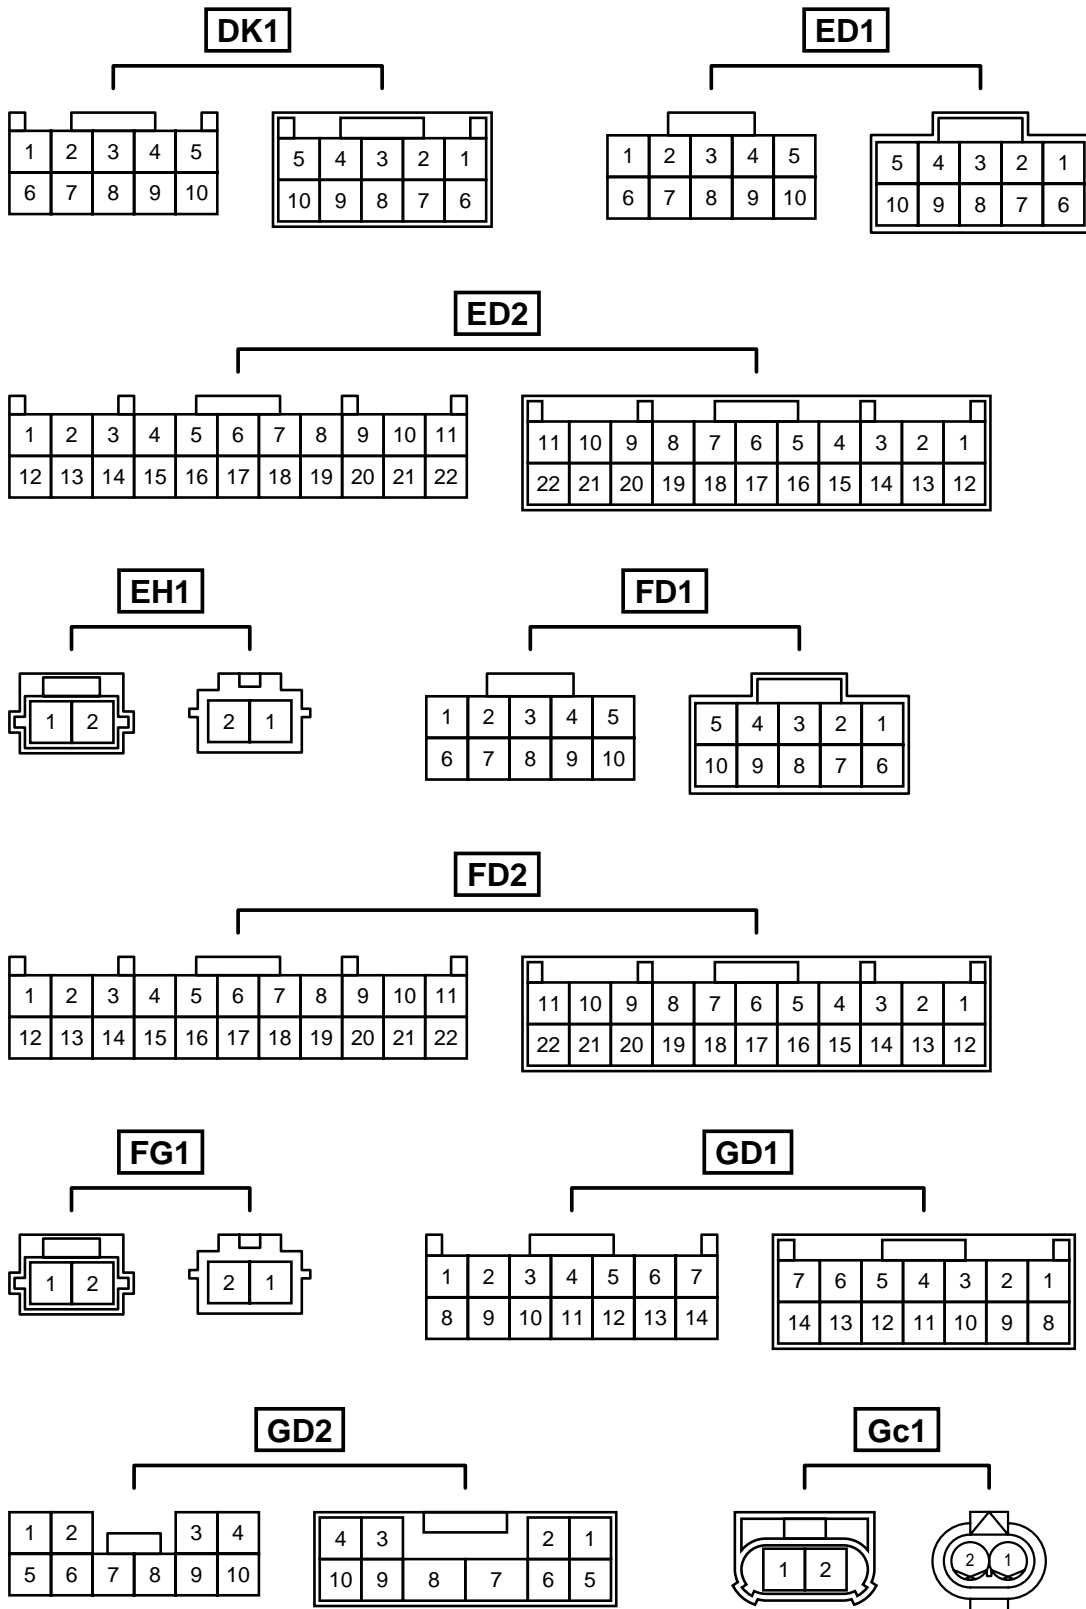 DK1 ED1
1 2 3 4 5 5 4 3 2 1 1 2 3 4 5 5 4 3 2 1
6 7 8 9 10 10 9 8 7 6 6 7 8 9 10 10 9 8 7 6
ED2
1 2 3 4 5 6 7 8 9 10 11 11 10 9 8 7 6 5 4 3 2 1
12 13 14 15 16 17 18 19 20 21 22 22 21 20 19 18 17 16 15 14 13 12
EH1 FD1
1 2 2 1 1 2 3 4 5 5 4 3 2 1
6 7 8 9 10 10 9 8 7 6
FD2
1 2 3 4 5 6 7 8 9 10 11 11 10 9 8 7 6 5 4 3 2 1
12 13 14 15 16 17 18 19 20 21 22 22 21 20 19 18 17 16 15 14 13 12
FG1 GD1
1 2 2 1 1 2 3 4 5 6 7 7 6 5 4 3 2 1
8 9 10 11 12 13 14 14 13 12 11 10 9 8
GD2 Gc1
1 2 3 4 4 3 2 1 1 2 2 1
5 6 7 8 9 10 10 9 8 7 6 5